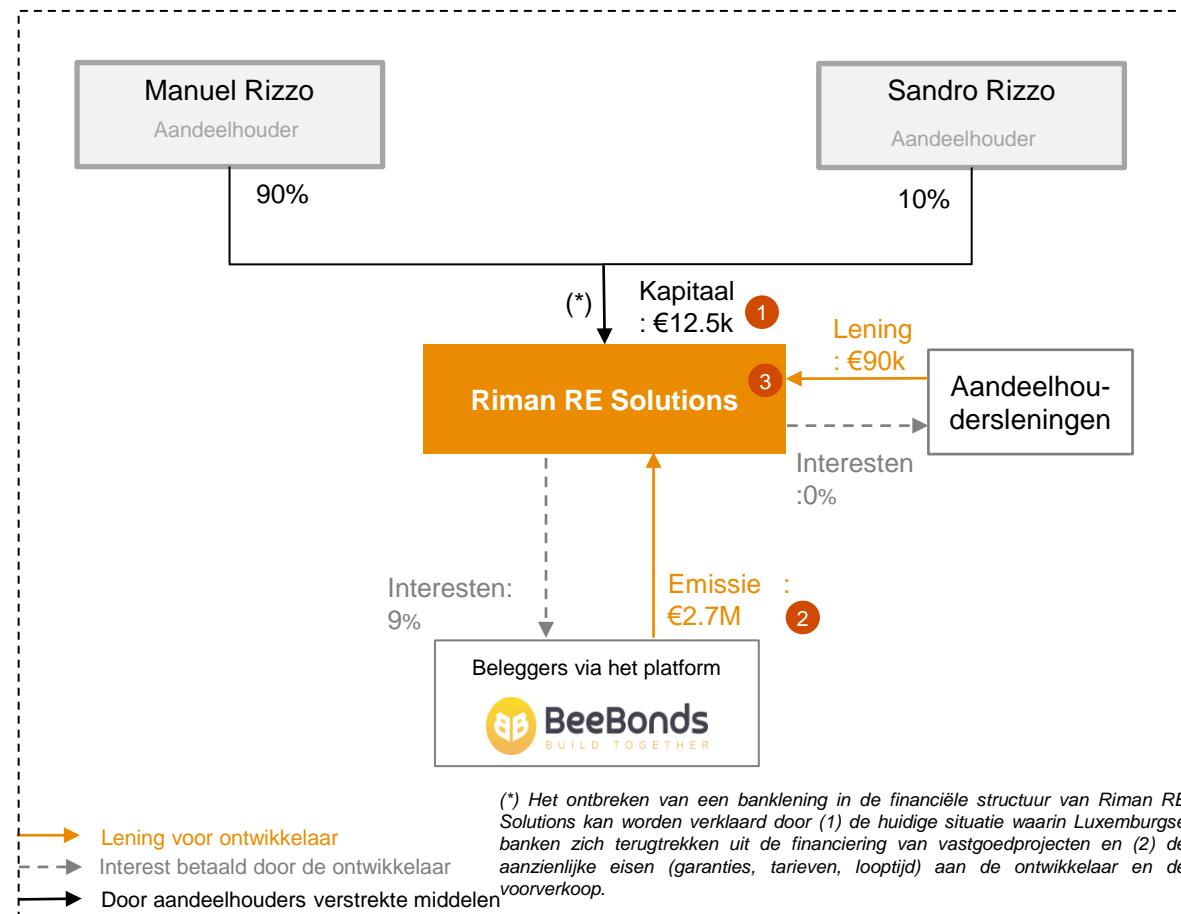 Manuel Rizzo
Aandeelhouder
Sandro Rizzo
Aandeelhouder
90%
10%
(*)
Kapitaal
: €12.5k
1
Lening
: €90k
Riman RE Solutions
3
Aandeelhou-
dersleningen
Interesten
:0%
Interesten:
9%
Emissie :
€2.7M
2
Beleggers via het platform
BeeBonds
BUILD TOGETHER
(*) Het ontbreken van een banklening in de financiële structuur van Riman RE
Solutions kan worden verklaard door (1) de huidige situatie waarin Luxemburgse
banken zich terugtrekken uit de financiering van vastgoedprojecten en (2) de
aanzienlijke eisen (garanties, tarieven, looptijd) aan de ontwikkelaar en de
voorverkoop.
Lening voor ontwikkelaar
Interest betaald door de ontwikkelaar
Door aandeelhouders verstrekte middelen